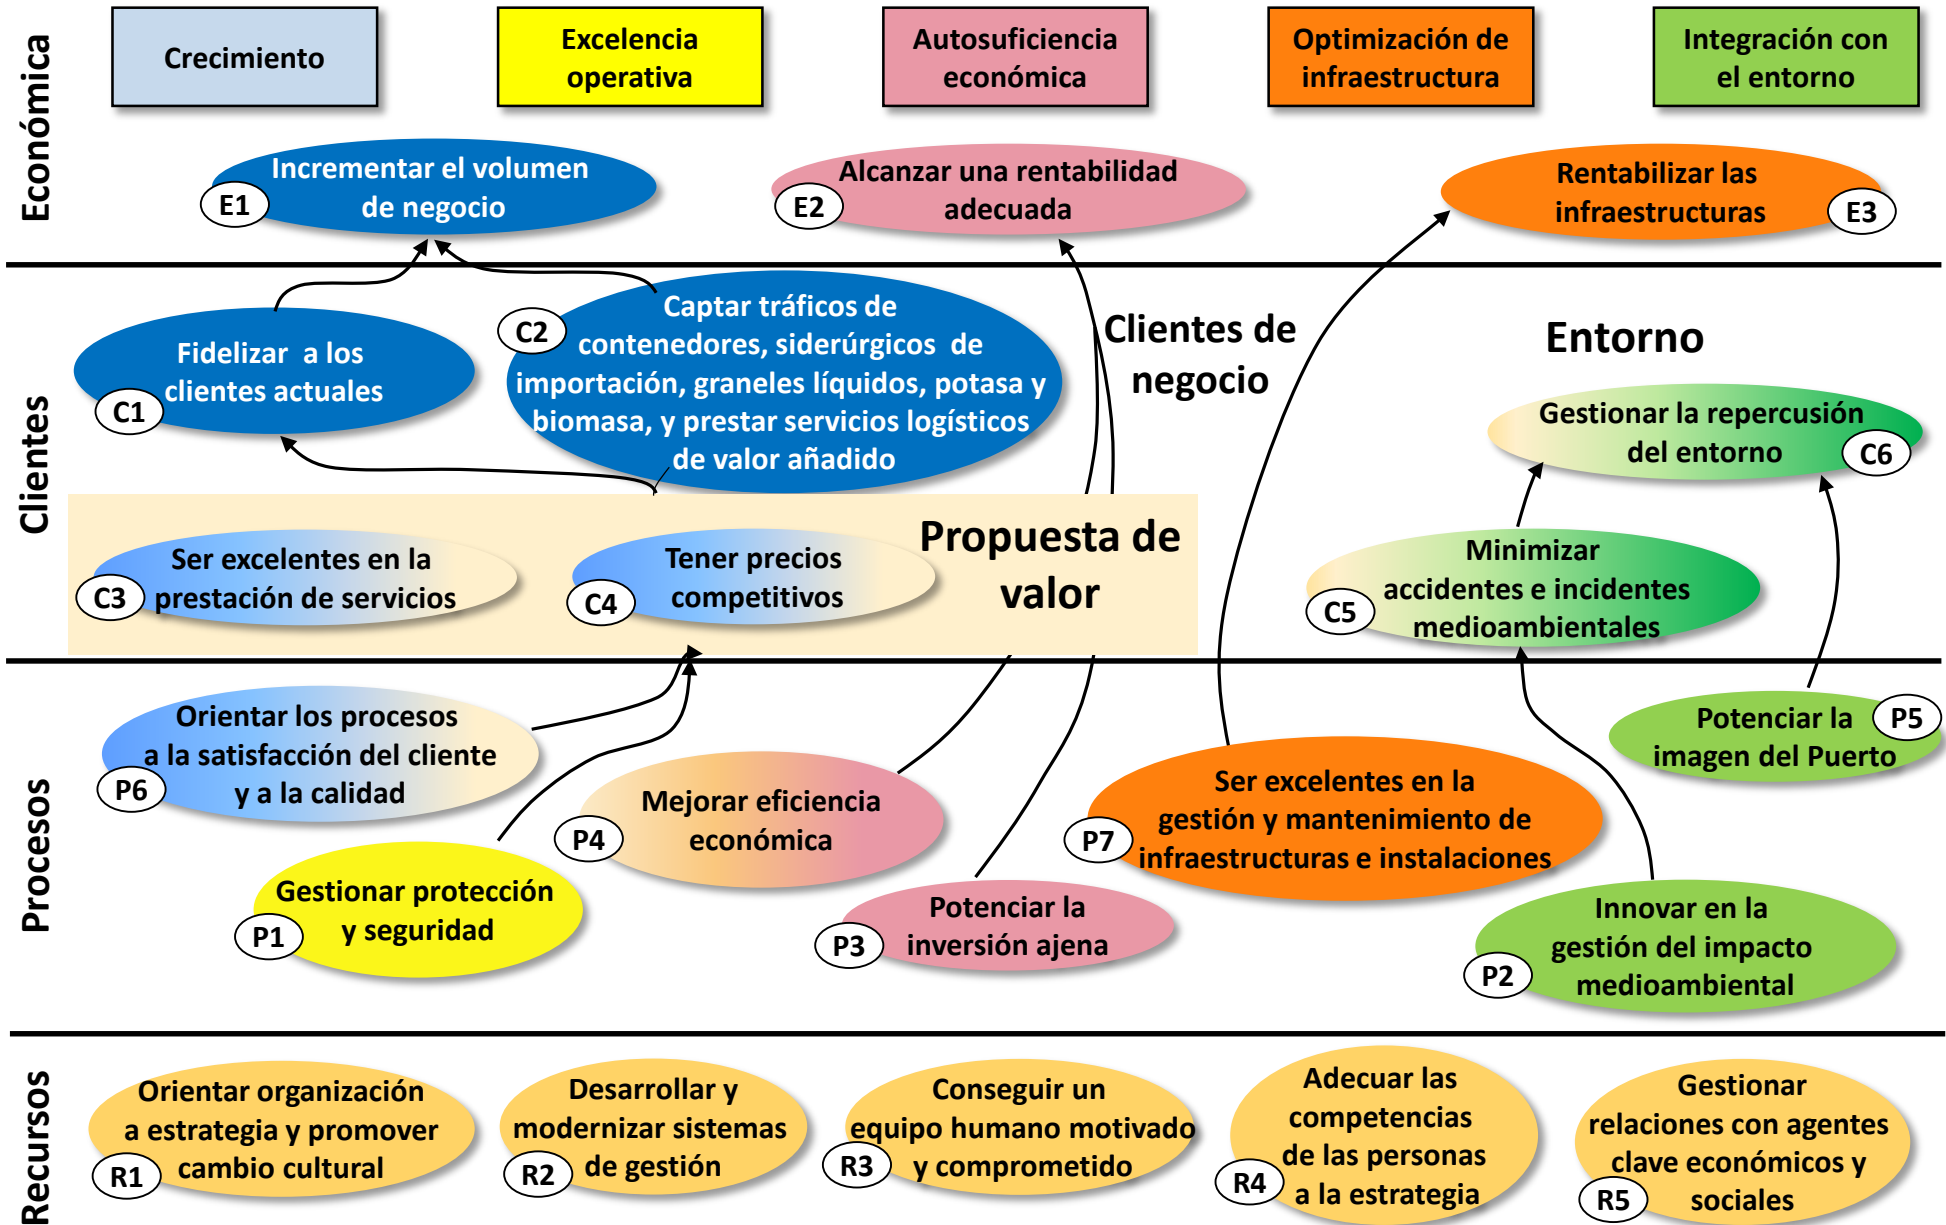 Económica
Crecimiento
Excelencia
operativa
Autosuficiencia
económica
Optimización de
infraestructura
Integración con
el entorno
Incrementar el volumen
de negocio
E1
Alcanzar una rentabilidad
adecuada
E2
Rentabilizar las
infraestructuras
E3
Clientes
Fidelizar a los
clientes actuales
C1
C2
Captar tráficos de
contenedores, siderúrgicos de
importación, graneles líquidos, potasa y
biomasa, y prestar servicios logísticos
de valor añadido
Clientes de
negocio
Entorno
Gestionar la repercusión
del entorno
C6
Ser excelentes en la
prestación de servicios
C3
Tener precios
competitivos
C4
Propuesta de
valor
Minimizar
accidentes e incidentes
medioambientales
C5
Procesos
Orientar los procesos
a la satisfacción del cliente
y a la calidad
P6
Gestionar protección
y seguridad
P1
Mejorar eficiencia
económica
P4
Potenciar la
inversión ajena
P3
Ser excelentes en la
gestión y mantenimiento de
infraestructuras e instalaciones
P7
Potenciar la
imagen del Puerto
P5
Innovar en la
gestión del impacto
medioambiental
P2
Recursos
Orientar organización
a estrategia y promover
cambio cultural
R1
Desarrollar y
modernizar sistemas
de gestión
R2
Conseguir un
equipo humano motivado
y comprometido
R3
Adecuar las
competencias
de las personas
a la estrategia
R4
Gestionar
relaciones con agentes
clave económicos y
sociales
R5